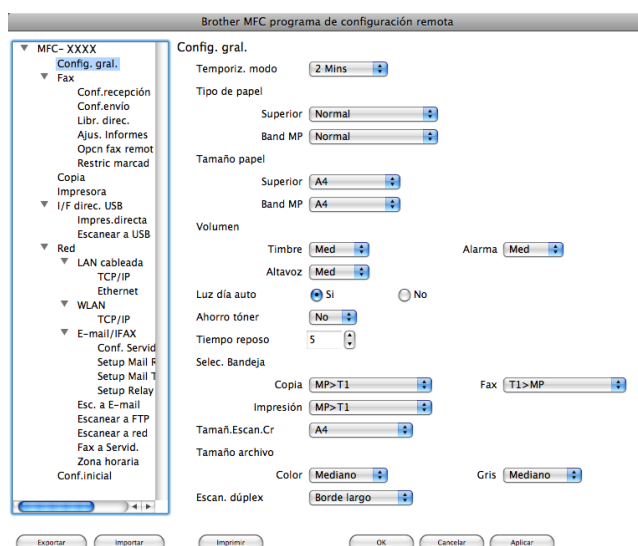 Brother MFC programa de configuración remota
MFC- XXXX
Config. gral.
Fax
Conf.recepción
Conf.envío
Libr. direc.
Ajus. Informes
Opcn fax remot
Restric marcad
Copia
Impresora
I/F direc. USB
Impres.directa
Escanear a USB
Red
LAN cableada
TCP/IP
Ethernet
WLAN
TCP/IP
E-mail/IFAX
Conf. Servid
Setup Mail R
Setup Mail T
Setup Relay
Esc. a E-mail
Escanear a FTP
Escanear a red
Fax a Servid.
Zona horaria
Conf.inicial
Config. gral.
Temporiz. modo 2 Mins
Tipo de papel
Superior Normal
Band MP Normal
Tamaño papel
Superior A4
Band MP A4
Volumen
Timbre Med Alarma Med
Altavoz Med
Luz día auto Si No
Ahorro tóner No
Tiempo reposo 5
Selec. Bandeja
Copia MP>T1 Fax T1>MP
Impresión MP>T1
Tamañ.Escan.Cr A4
Tamaño archivo
Color Mediano Gris Mediano
Escan. dúplex Borde largo
Exportar Importar Imprimir OK Cancelar Aplicar